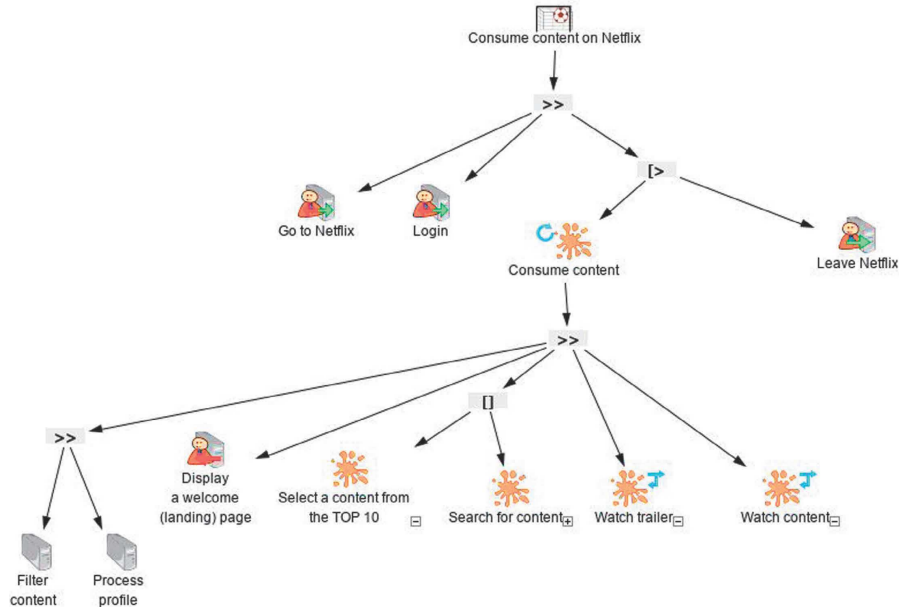 Consume content on Netflix
>>
[>
Go to Netflix
Login
Consume content
Leave Netflix
>>
[]
>>
Display
a welcome
(landing) page
Select a content from
the TOP 10
Search for content
Watch trailer
Watch content
Filter
content
Process
profile